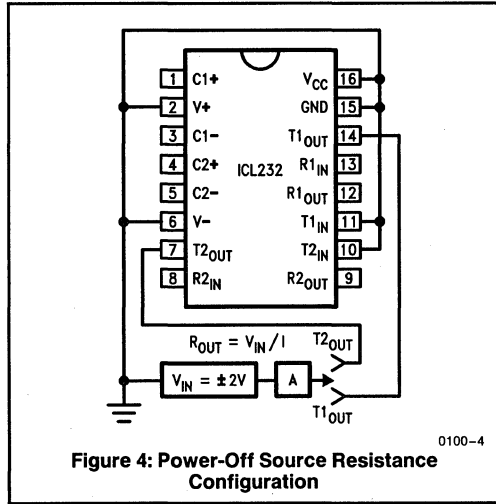 1 C1+ VCC 16
2 V+ GND 15
3 C1− T1OUT 14
4 C2+ R1IN 13
ICL232
5 C2− R1OUT 12
6 V− T1IN 11
7 T2OUT T2IN 10
8 R2IN R2OUT 9
ROUT = VIN/I T2OUT
VIN = ±2V A
T1OUT
0100–4
Figure 4: Power-Off Source Resistance
Configuration